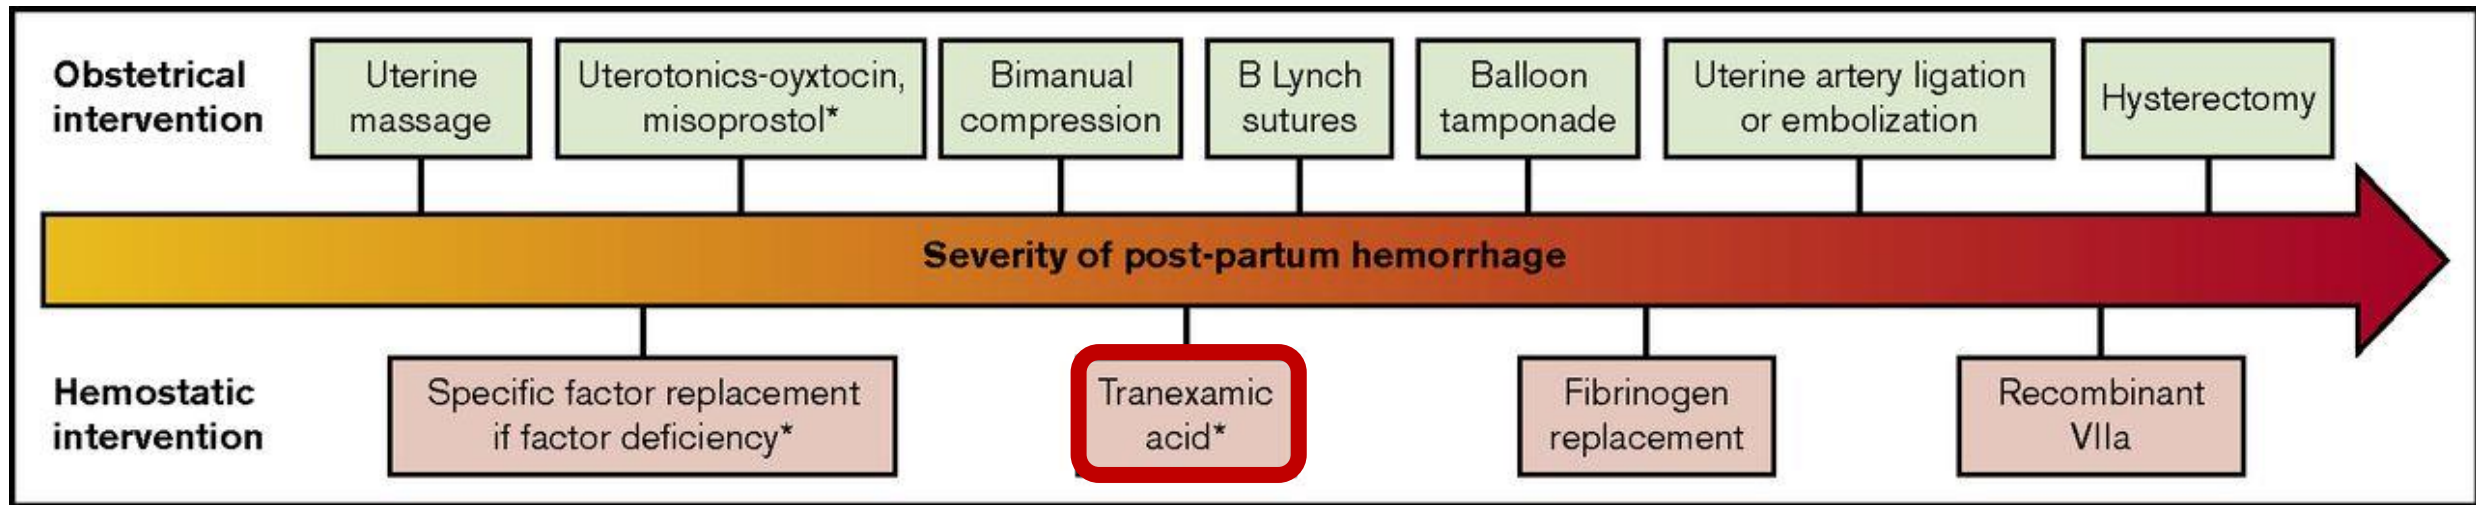 Obstetrical
intervention
Uterine
massage
Uterotonics-oyxtocin,
misoprostol*
Bimanual
compression
B Lynch
sutures
Balloon
tamponade
Uterine artery ligation
or embolization
Hysterectomy
Severity of post-partum hemorrhage
Hemostatic
intervention
Specific factor replacement
if factor deficiency*
Tranexamic
acid*
Fibrinogen
replacement
Recombinant
VIIa